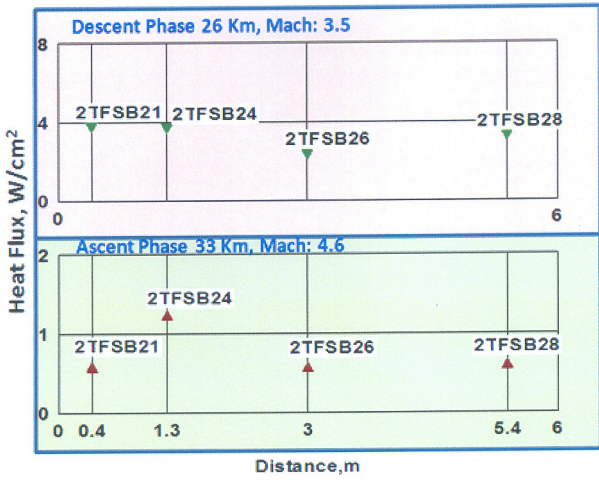 Descent Phase 26 Km, Mach: 3.5
8
2TFSB21 2TFSB24
4
2TFSB28
2TFSB26
0
0 6
Heat Flux, W/cm²
Ascent Phase 33 Km, Mach: 4.6
2
2TFSB24
1
2TFSB21 2TFSB26 2TFSB28
0
0 0.4 1.3 3 5.4 6
Distance,m